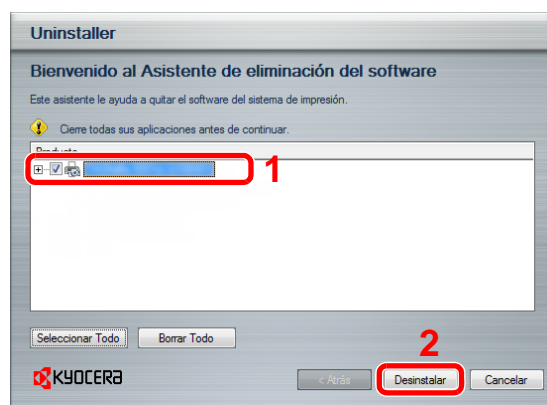 Uninstaller
Bienvenido al Asistente de eliminación del software
Este asistente le ayuda a quitar el software del sistema de impresión.
Cierre todas sus aplicaciones antes de continuar.
Producto
1
Seleccionar Todo Borrar Todo
2
KYOCERA < Atrás Desinstalar Cancelar